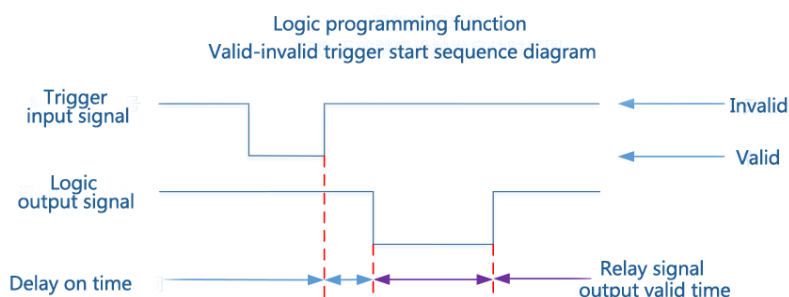 Logic programming function
Valid-invalid trigger start sequence diagram
Trigger
input signal
Invalid
Valid
Logic
output signal
Delay on time
Relay signal
output valid time